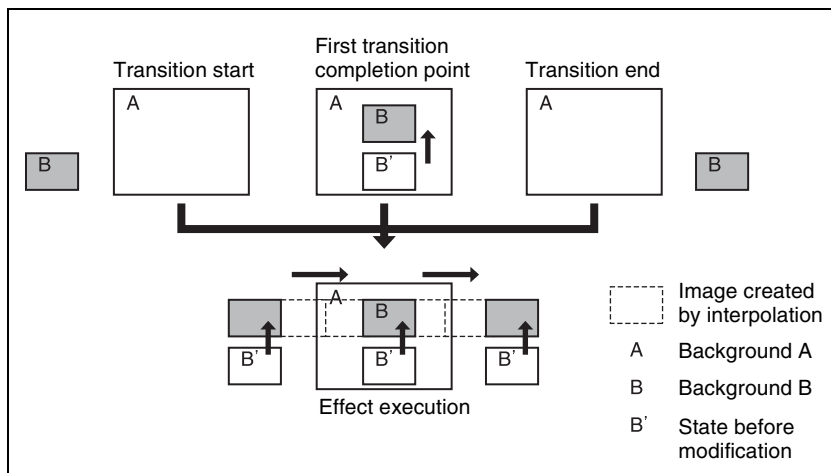 Transition start
First transition
completion point
Transition end
A
A
A
B
B
B'
B
A
B
B'
B'
B'
Effect execution
Image created
by interpolation
A Background A
B Background B
B' State before
modification